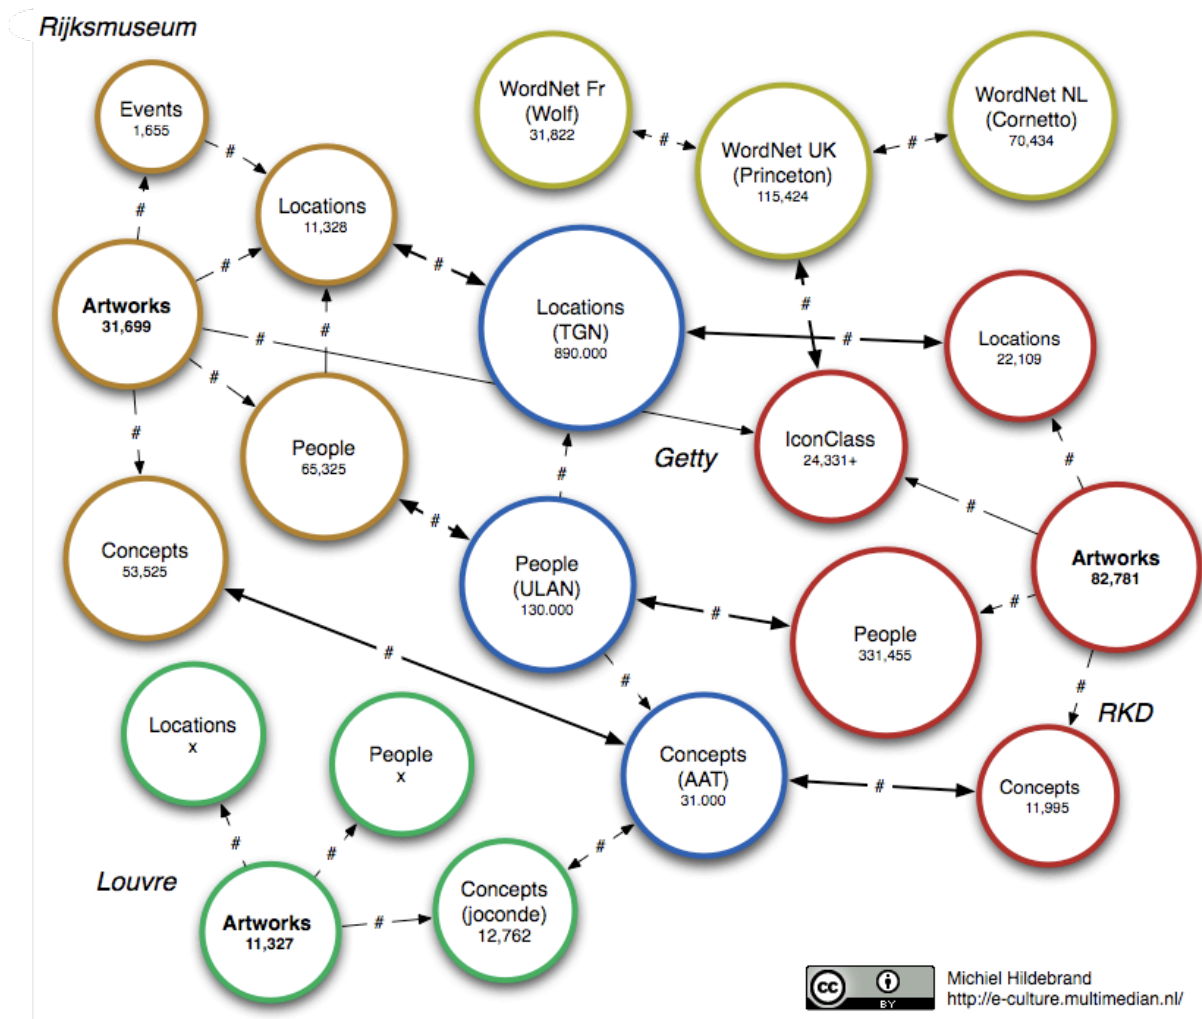 Rijksmuseum
Events
1,655
#
Locations
11,328
#
#
Artworks
31,699
#
#
#
#
People
65,325
#
Concepts
53,525
#
WordNet Fr
(Wolf)
31,822
#
WordNet UK
(Princeton)
115,424
#
WordNet NL
(Cornetto)
70,434
#
Locations
(TGN)
890.000
#
Locations
22,109
IconClass
24,331+
Getty
#
#
#
People
(ULAN)
130.000
#
People
331,455
#
Artworks
82,781
#
#
RKD
#
Concepts
(AAT)
31.000
#
Concepts
11,995
Locations
x
People
x
#
#
#
Louvre
Artworks
11,327
#
Concepts
(joconde)
12,762
cc
BY
Michiel Hildebrand
http://e-culture.multimedian.nl/